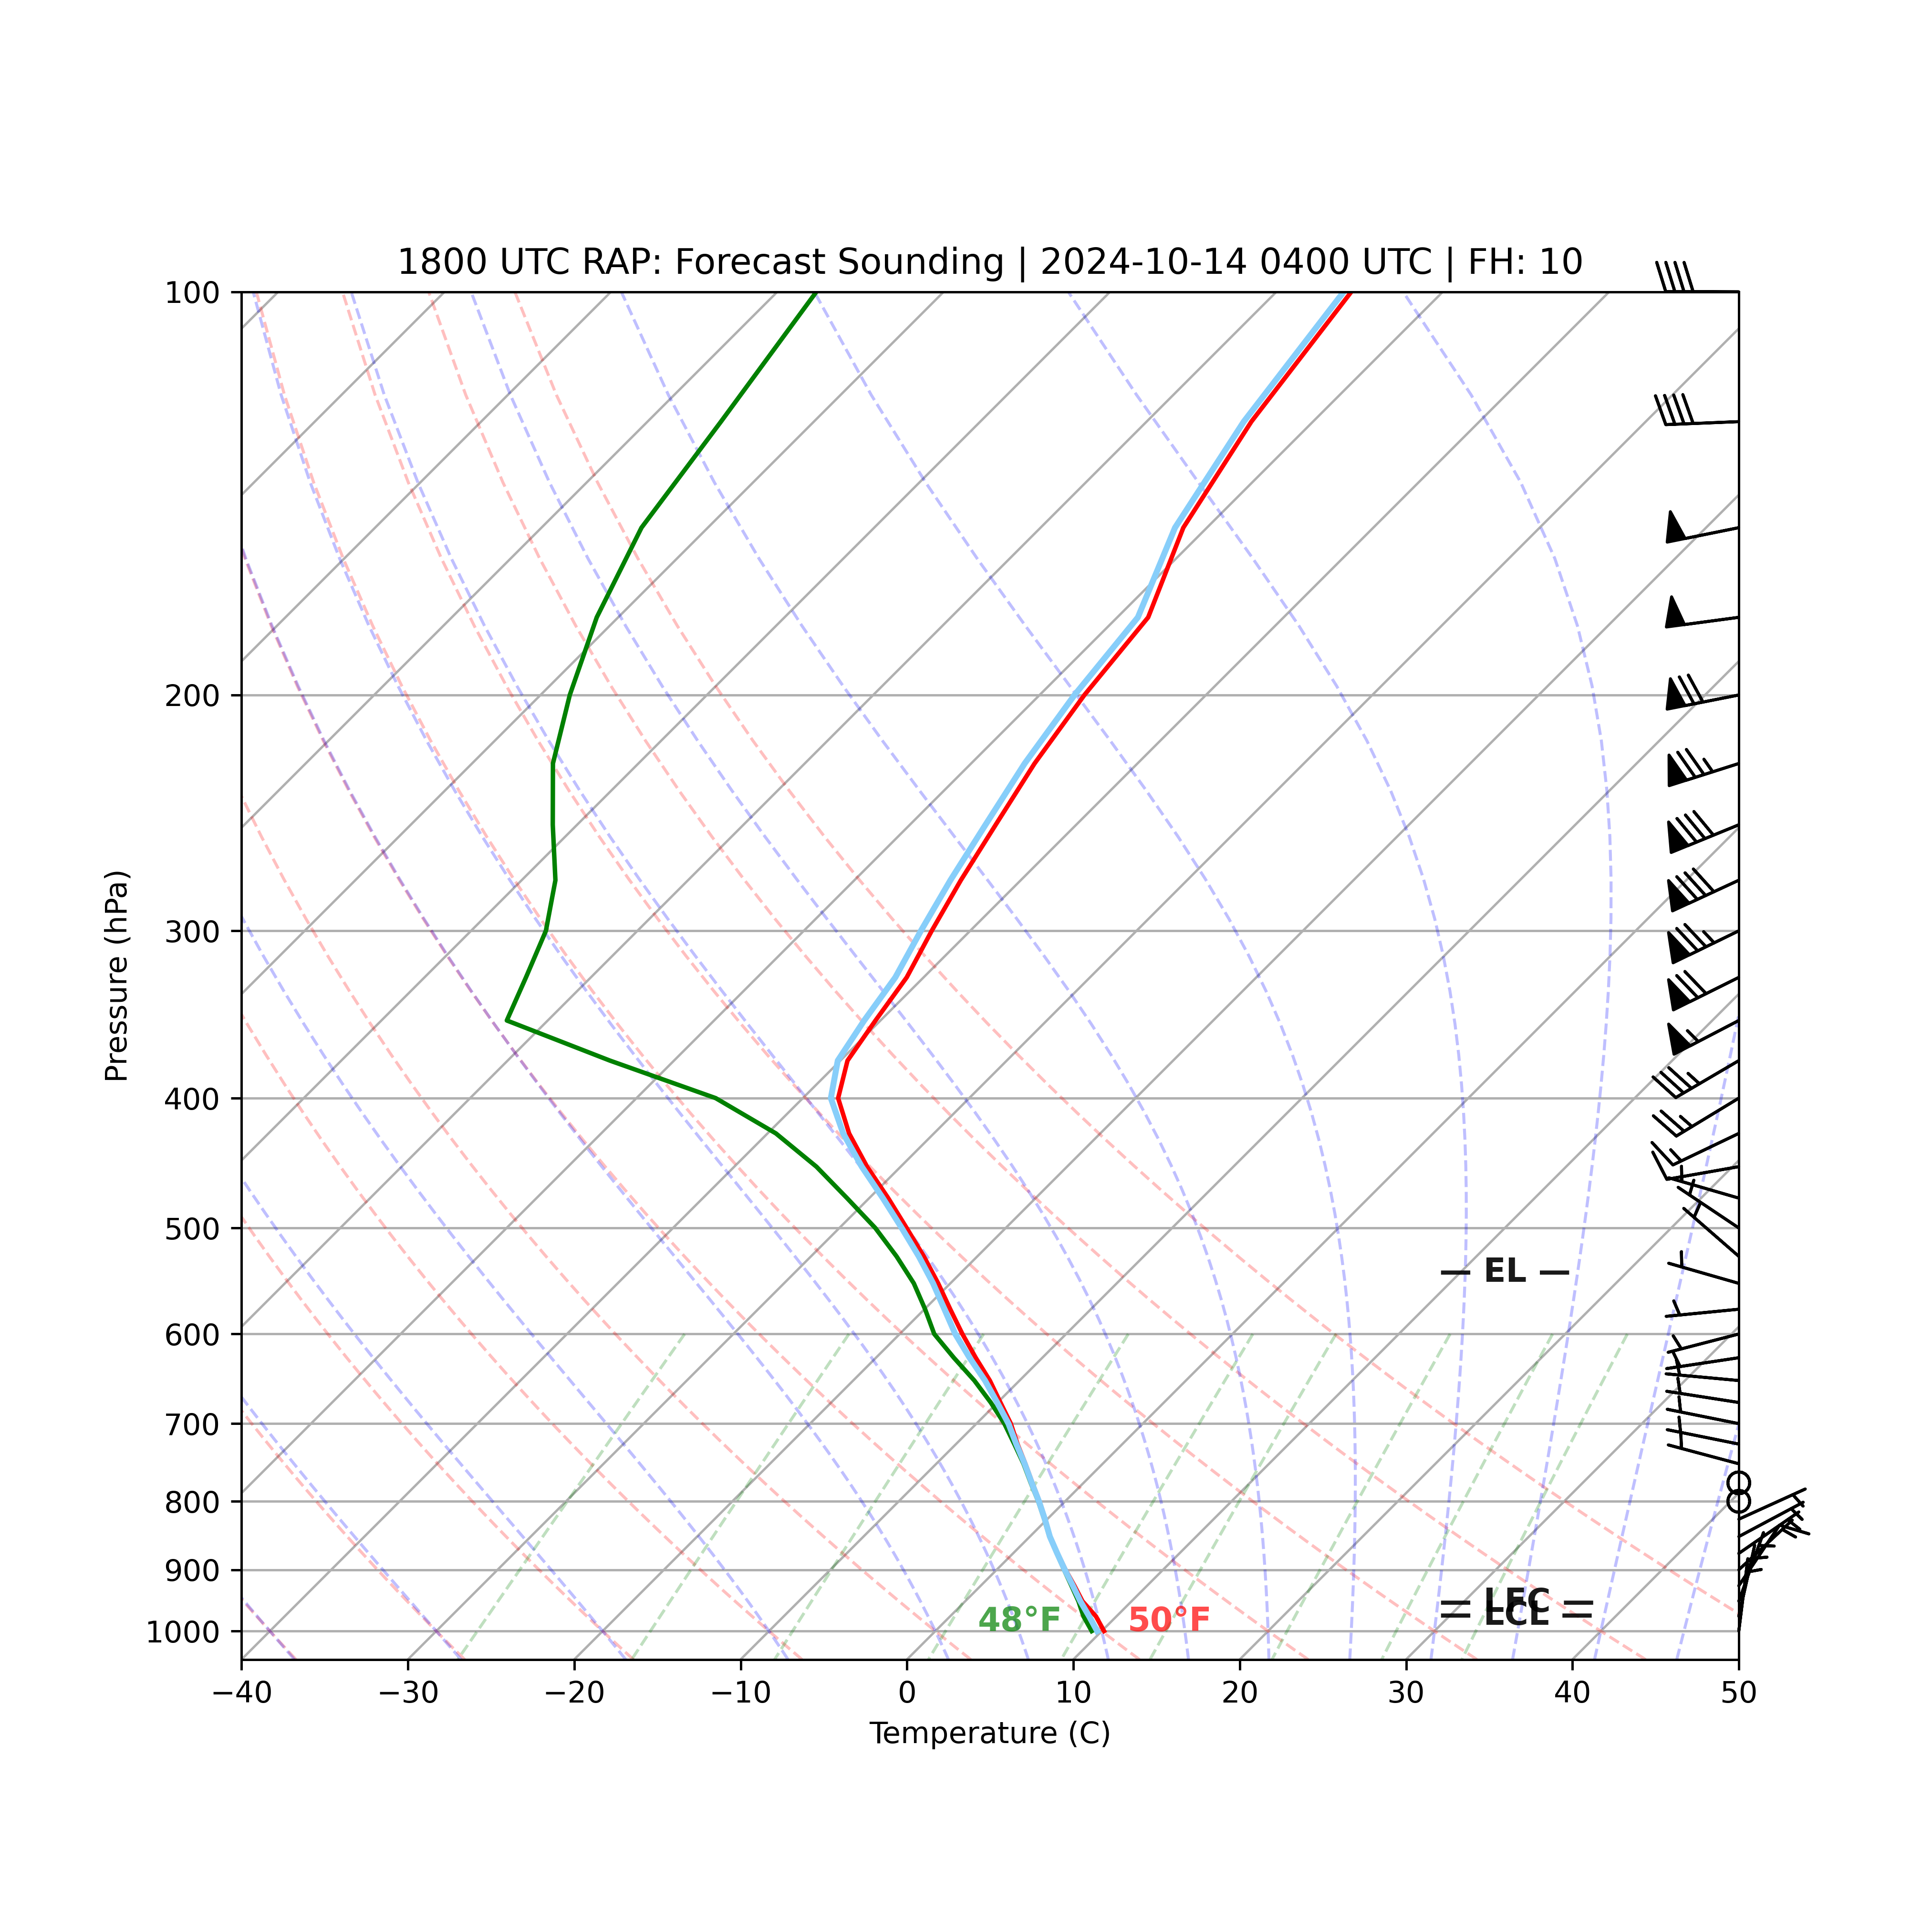 1800 UTC RAP: Forecast Sounding | 2024-10-14 0400 UTC | FH: 10
100
200
300
400
500
600
700
800
900
1000
Pressure (hPa)
— EL —
— LFC —
— LCL —
48°F
50°F
−40 −30 −20 −10 0 10 20 30 40 50
Temperature (C)